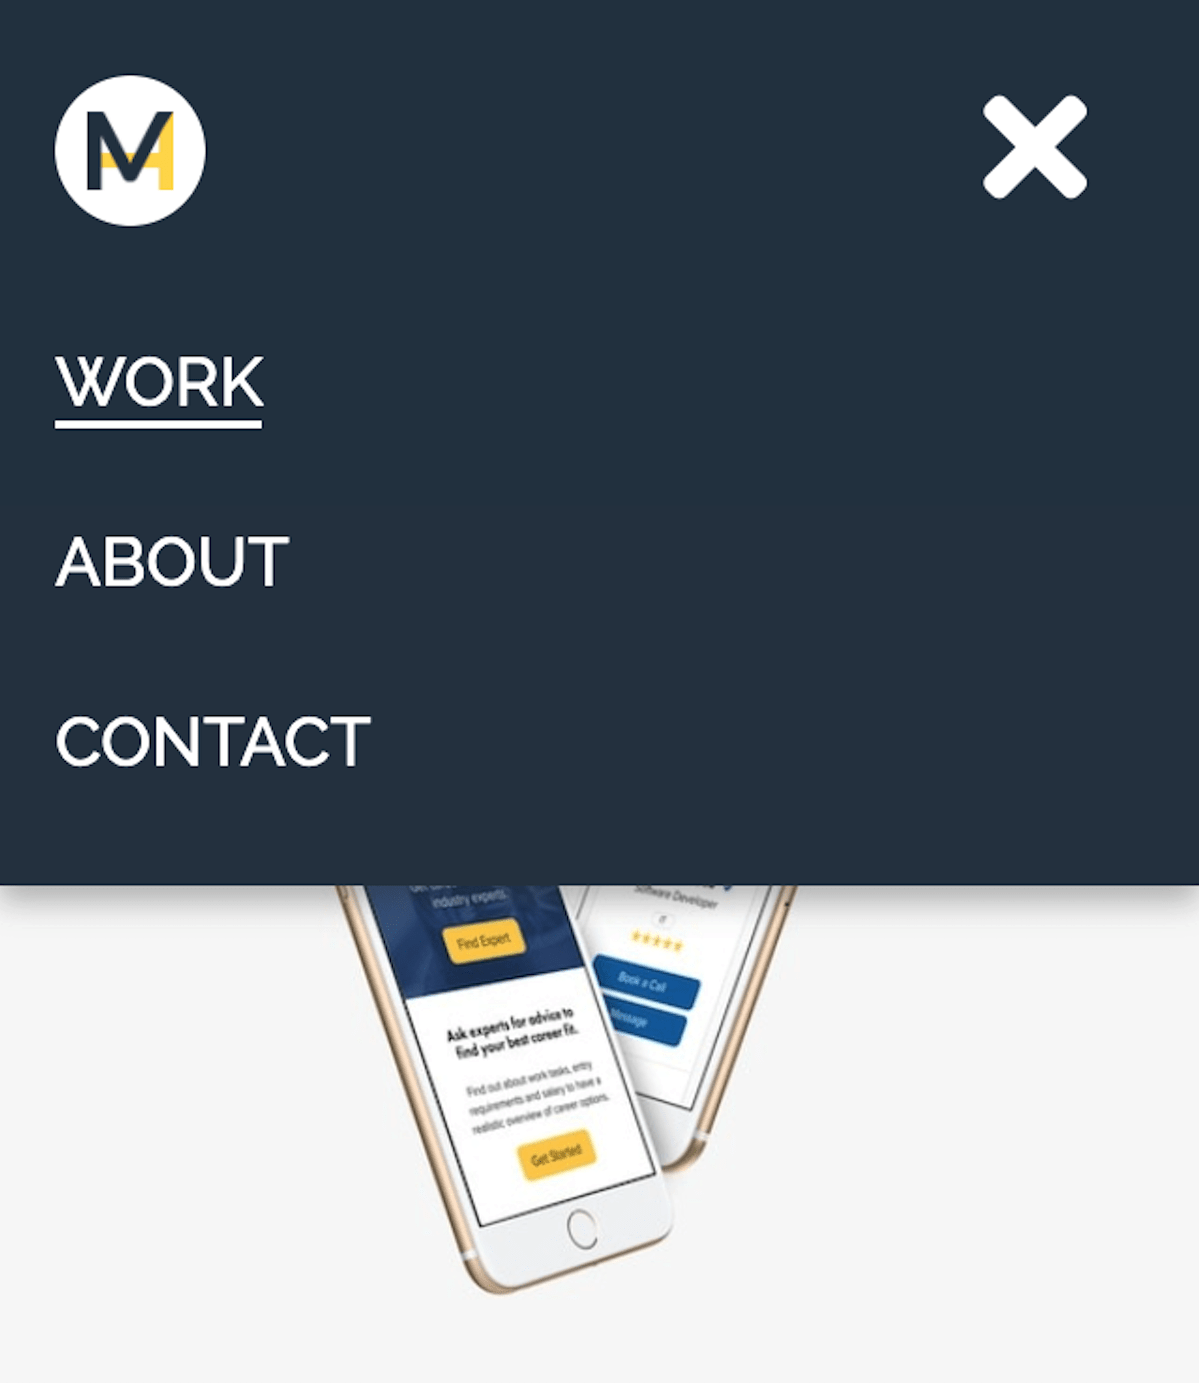 MA
WORK
ABOUT
CONTACT
industry experts.
Find Expert
Ask experts for advice to
find your best career fit.
Find out about work tasks, entry
requirements and salary to have a
realistic overview of career options.
Get Started
Software Developer
IT
Book a Call
Message